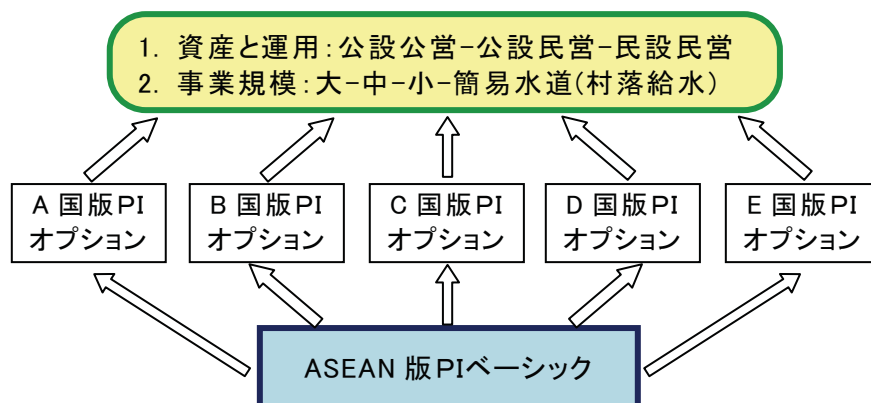 1. 資産と運用:公設公営-公設民営-民設民営
2. 事業規模:大-中-小-簡易水道(村落給水)
A 国版PI
オプション
B 国版PI
オプション
C 国版PI
オプション
D 国版PI
オプション
E 国版PI
オプション
ASEAN 版PIベーシック